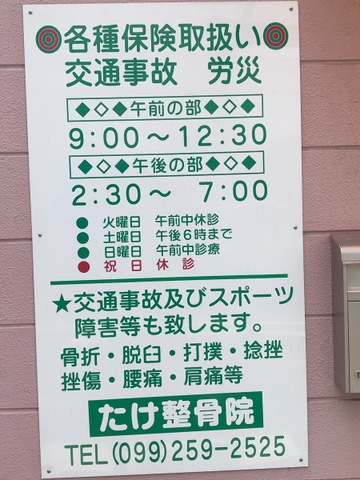 各種保険取扱い
交通事故 労災
◆◇◆午前の部◆◇◆
9:00～12:30
◆◇◆午後の部◆◇◆
2:30～ 7:00
● 火曜日 午前中休診
● 土曜日 午後6時まで
● 日曜日 午前中診療
● 祝日休診
★交通事故及びスポーツ
障害等も致します。
骨折・脱臼・打撲・捻挫
挫傷・腰痛・肩痛等
たけ整骨院
TEL(099)259-2525